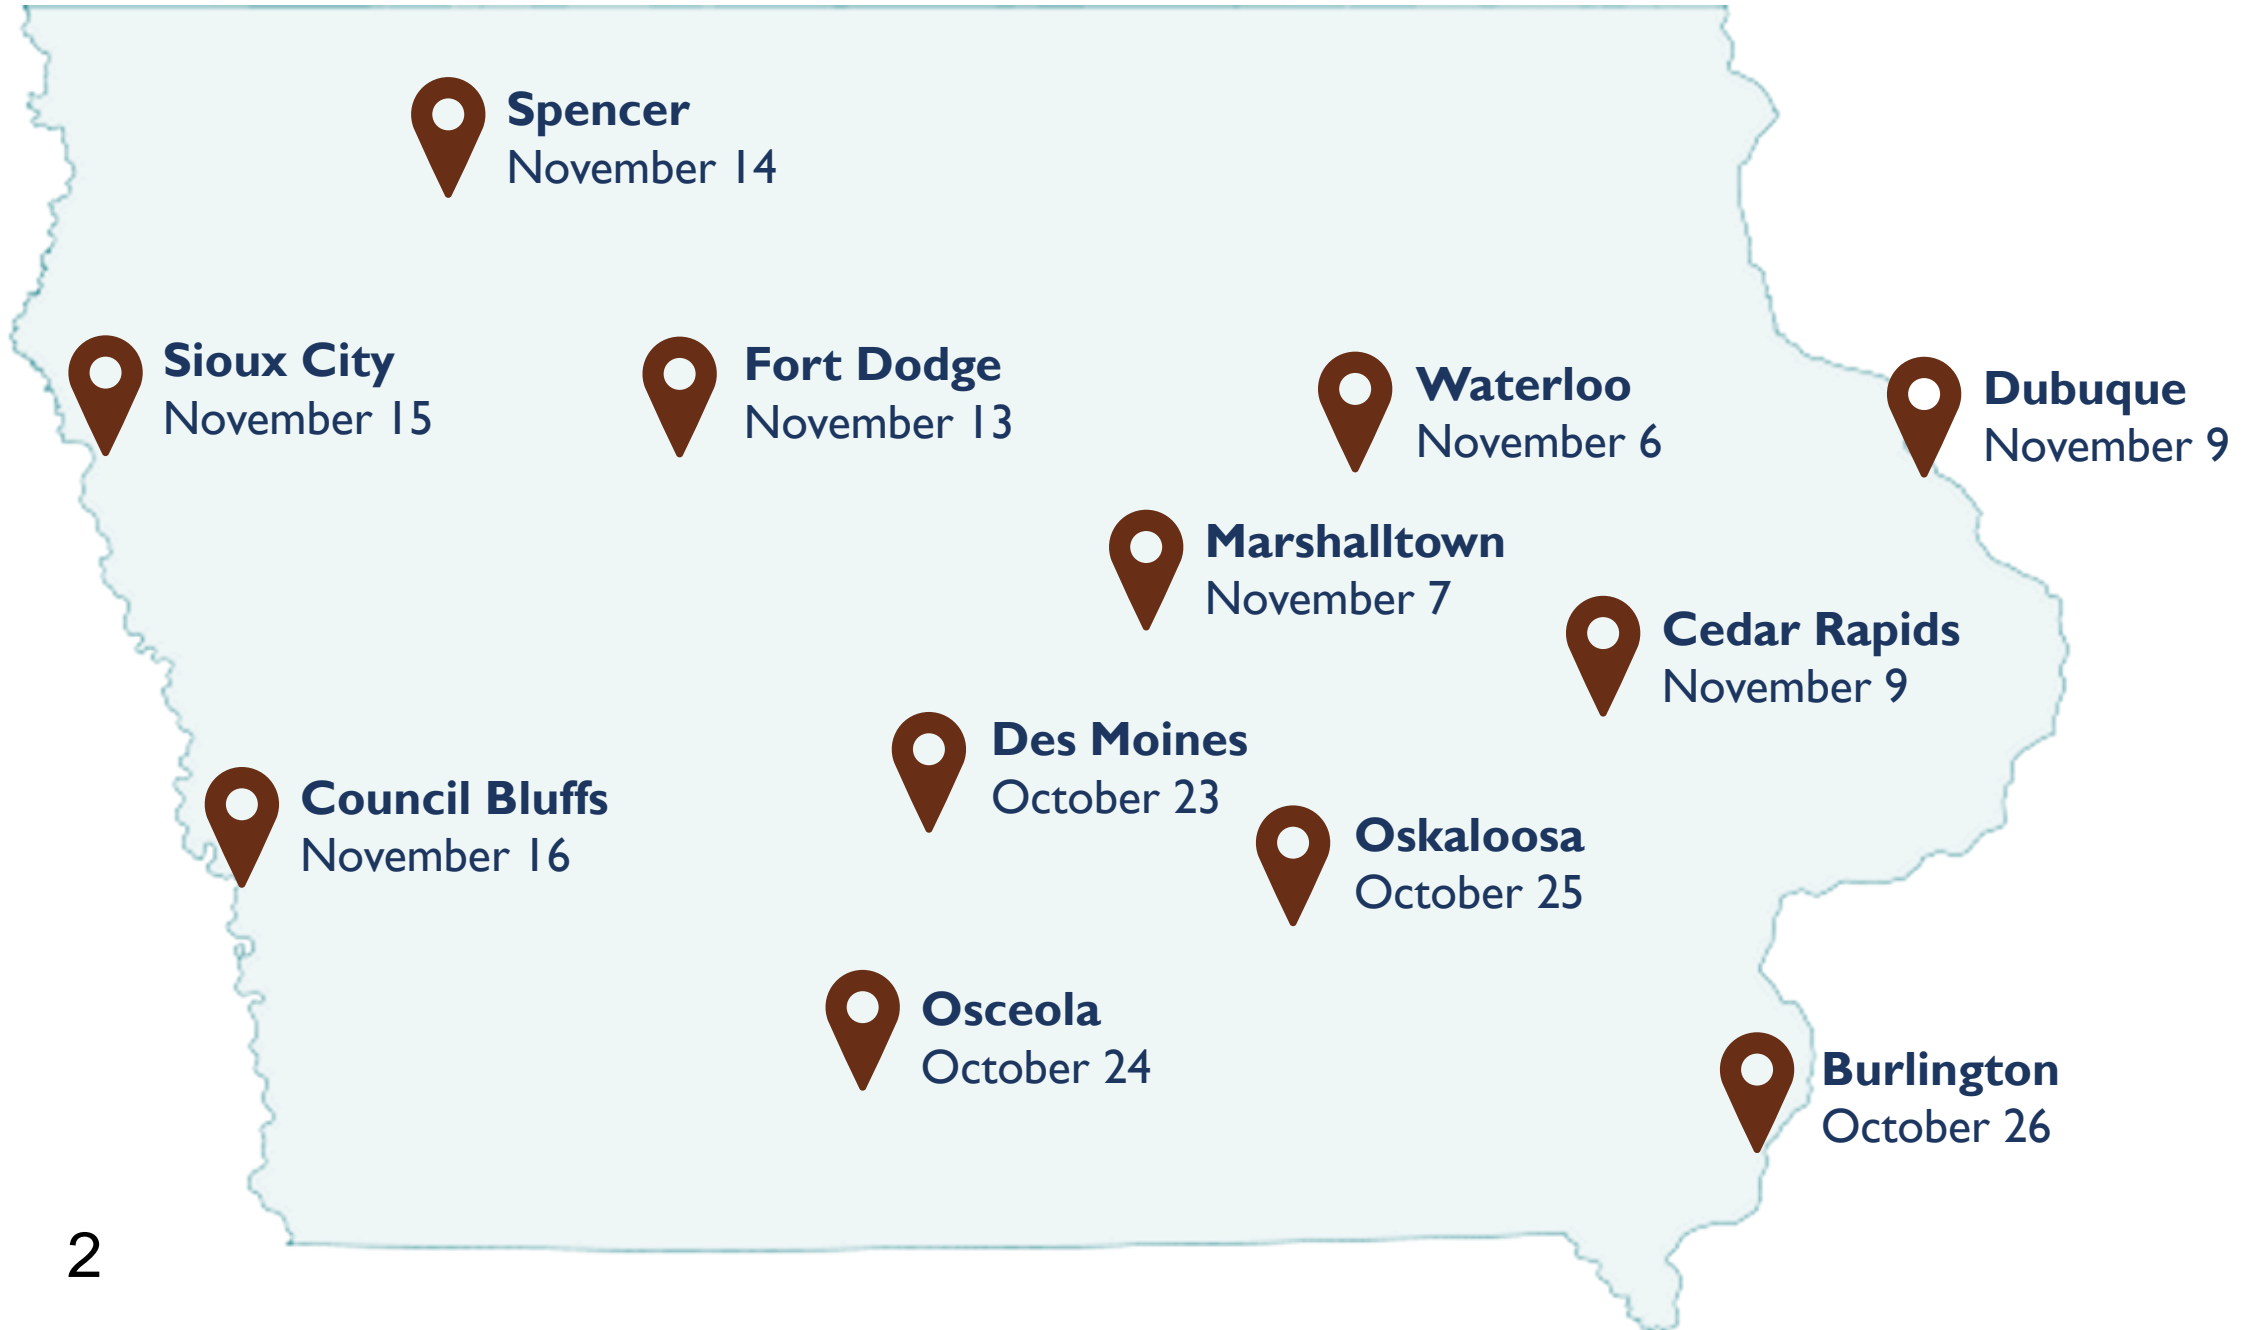 Spencer
November 14
Sioux City
November 15
Fort Dodge
November 13
Waterloo
November 6
Dubuque
November 9
Marshalltown
November 7
Cedar Rapids
November 9
Des Moines
October 23
Council Bluffs
November 16
Oskaloosa
October 25
Osceola
October 24
Burlington
October 26
2